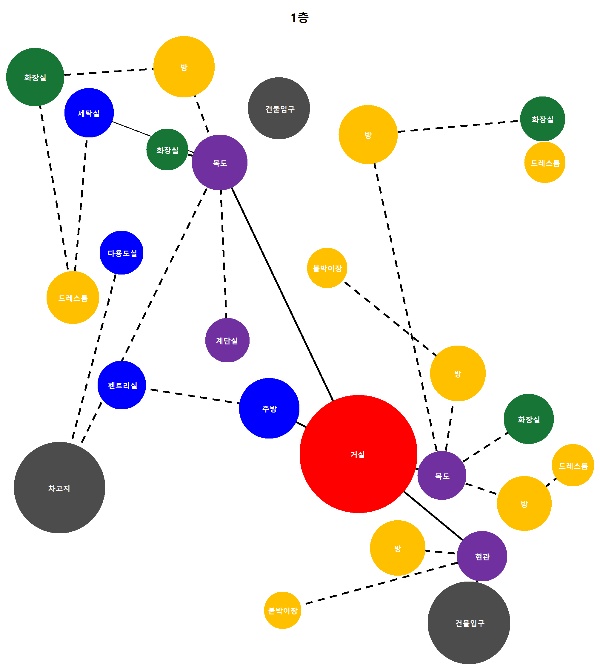 1층
화장실
방
세탁실
건물입구
화장실
복도
방
화장실
드레스룸
다용도실
드레스룸
붙박이장
계단실
팬트리실
주방
방
화장실
거실
복도
드레스룸
차고지
방
방
현관
붙박이장
건물입구